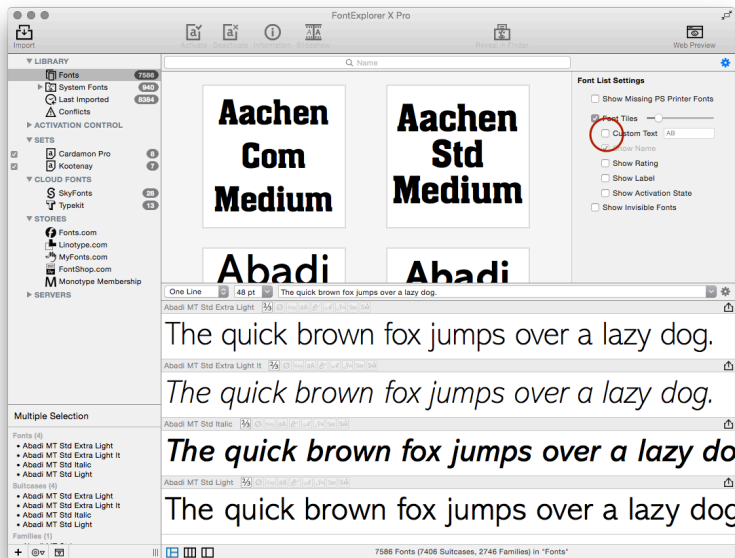 FontExplorer X Pro
Import
Activate Deactivate Information Slideshow
Reveal in Finder
Web Preview
LIBRARY
Fonts 7586
System Fonts 940
Last Imported 8384
Conflicts
ACTIVATION CONTROL
SETS
Cardamon Pro 8
Kootenay 7
CLOUD FONTS
SkyFonts 28
Typekit 13
STORES
Fonts.com
Linotype.com
MyFonts.com
FontShop.com
Monotype Membership
SERVERS
Name
Aachen
Com
Medium
Aachen
Std
Medium
Abadi
Abadi
Font List Settings
Show Missing PS Printer Fonts
Font Tiles
Custom Text AB
Show Name
Show Rating
Show Label
Show Activation State
Show Invisible Fonts
One Line 48 pt The quick brown fox jumps over a lazy dog.
Abadi MT Std Extra Light
The quick brown fox jumps over a lazy dog.
Abadi MT Std Extra Light It
The quick brown fox jumps over a lazy dog.
Abadi MT Std Italic
The quick brown fox jumps over a lazy do
Abadi MT Std Light
The quick brown fox jumps over a lazy dog
Multiple Selection
Fonts (4)
• Abadi MT Std Extra Light
• Abadi MT Std Extra Light It
• Abadi MT Std Italic
• Abadi MT Std Light
Suitcases (4)
• Abadi MT Std Extra Light
• Abadi MT Std Extra Light It
• Abadi MT Std Italic
• Abadi MT Std Light
Families (1)
7586 Fonts (7406 Suitcases, 2746 Families) in "Fonts"